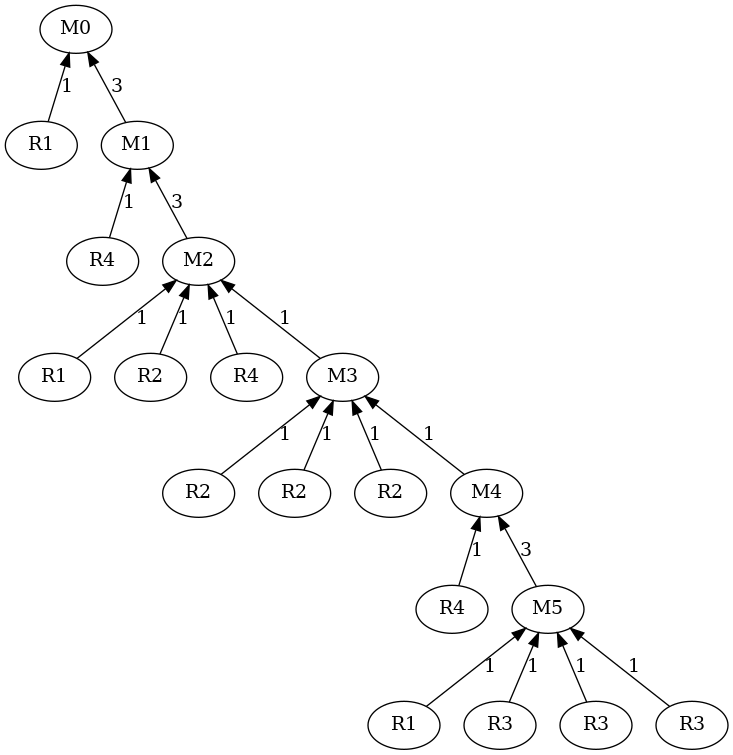 M0
1 3
R1 M1
1 3
R4 M2
1 1 1 1
R1 R2 R4 M3
1 1 1 1
R2 R2 R2 M4
1 3
R4 M5
1 1 1 1
R1 R3 R3 R3